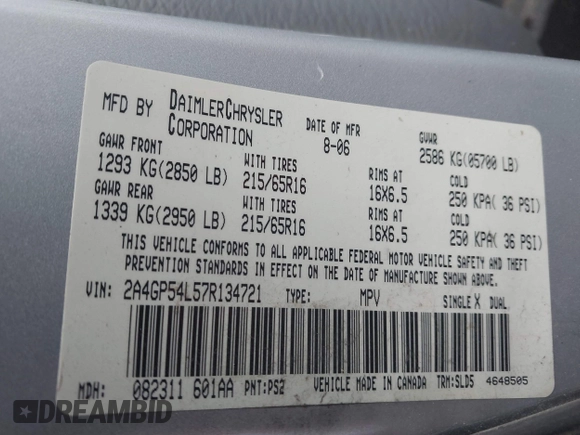 MFD BY DAIMLERCHRYSLER CORPORATION DATE OF MFR 8-06 GVWR 2586 KG(05700 LB)
GAWR FRONT WITH TIRES RIMS AT COLD
1293 KG(2850 LB) 215/65R16 16X6.5 250 KPA( 36 PSI)
GAWR REAR WITH TIRES RIMS AT COLD
1339 KG(2950 LB) 215/65R16 16X6.5 250 KPA( 36 PSI)
THIS VEHICLE CONFORMS TO ALL APPLICABLE FEDERAL MOTOR VEHICLE SAFETY AND THEFT
PREVENTION STANDARDS IN EFFECT ON THE DATE OF MANUFACTURE SHOWN ABOVE.
VIN: 2A4GP54L57R134721 TYPE: MPV SINGLE X DUAL
MDH: 082311 601AA PNT:PS2 VEHICLE MADE IN CANADA TRM:SLD5 4648505
DREAMBID